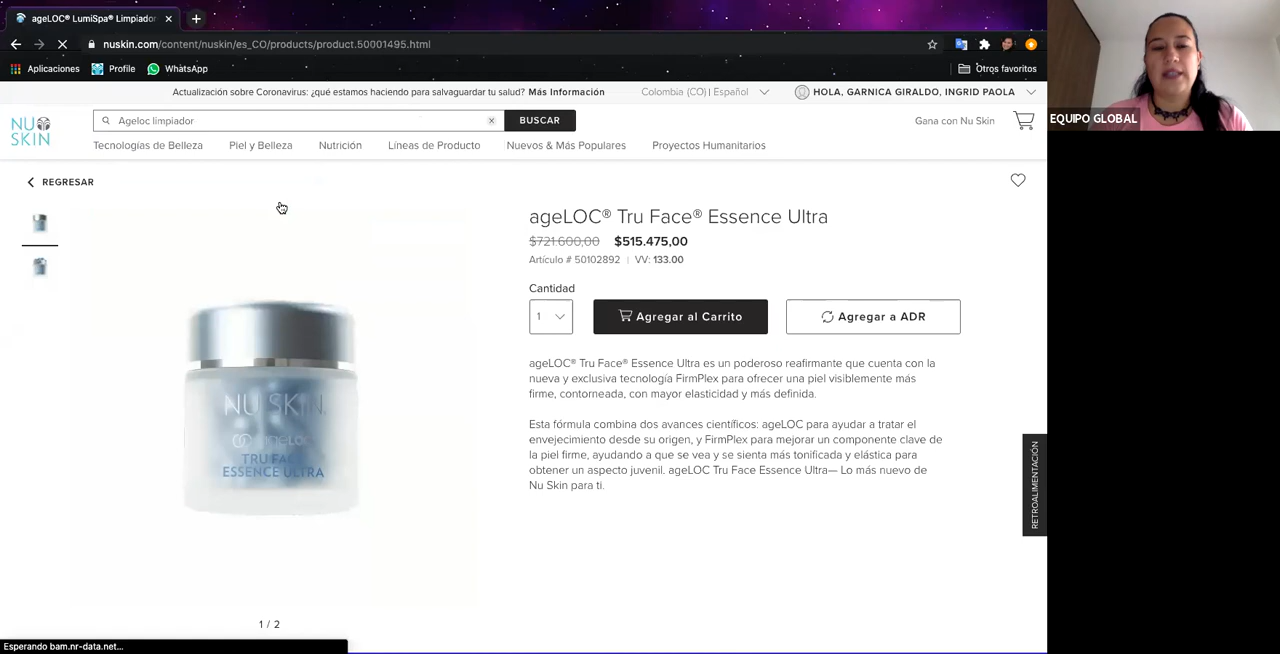 ageLOC® LumiSpa® Limpiador
nuskin.com/content/nuskin/es_CO/products/product.50001495.html
Aplicaciones
Profile
WhatsApp
Otros favoritos
Actualización sobre Coronavirus: ¿qué estamos haciendo para salvaguardar tu salud? Más Información
Colombia (CO) | Español
HOLA, GARNICA GIRALDO, INGRID PAOLA
EQUIPO GLOBAL
NU SKIN
Ageloc limpiador
BUSCAR
Gana con Nu Skin
Tecnologías de Belleza
Piel y Belleza
Nutrición
Líneas de Producto
Nuevos & Más Populares
Proyectos Humanitarios
REGRESAR
ageLOC® Tru Face® Essence Ultra
$721.600,00 $515.475,00
Artículo # 50102892 | VV: 133.00
Cantidad
1
Agregar al Carrito
Agregar a ADR
ageLOC® Tru Face® Essence Ultra es un poderoso reafirmante que cuenta con la
nueva y exclusiva tecnología FirmPlex para ofrecer una piel visiblemente más
firme, contorneada, con mayor elasticidad y más definida.
Esta fórmula combina dos avances científicos: ageLOC para ayudar a tratar el
envejecimiento desde su origen, y FirmPlex para mejorar un componente clave de
la piel firme, ayudando a que se vea y se sienta más tonificada y elástica para
obtener un aspecto juvenil. ageLOC Tru Face Essence Ultra— Lo más nuevo de
Nu Skin para ti.
NU SKIN
ageLOC
TRU FACE
ESSENCE ULTRA
RETROALIMENTACIÓN
1 / 2
Esperando bam.nr-data.net...